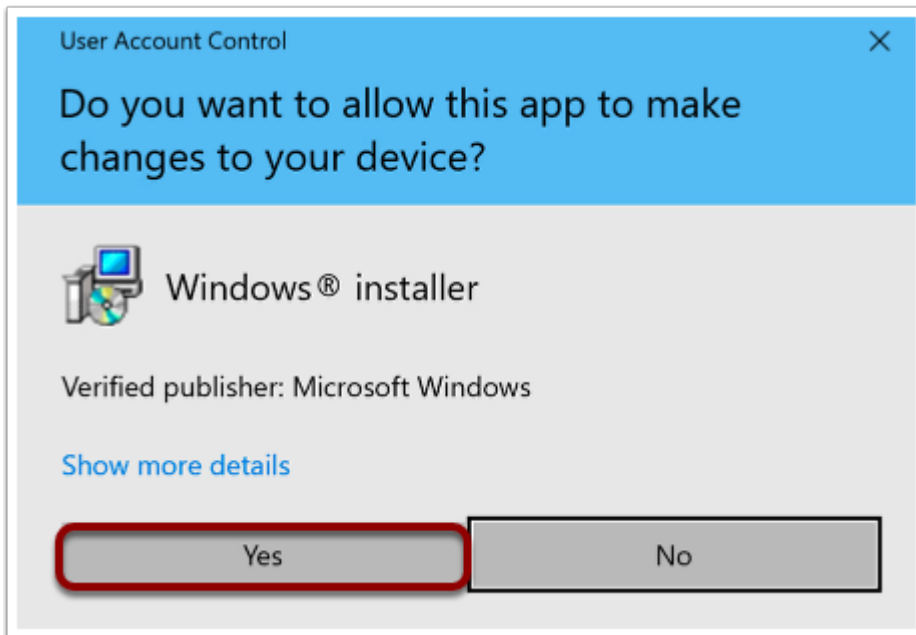 User Account Control
Do you want to allow this app to make
changes to your device?
Windows® installer
Verified publisher: Microsoft Windows
Show more details
Yes
No